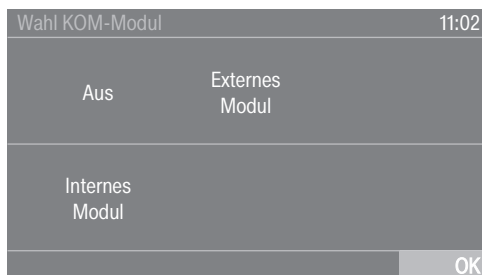 Wahl KOM-Modul 11:02
Aus
Externes
Modul
Internes
Modul
OK